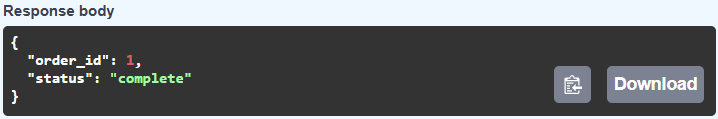 Response body
{
  "order_id": 1,
  "status": "complete"
}
Download